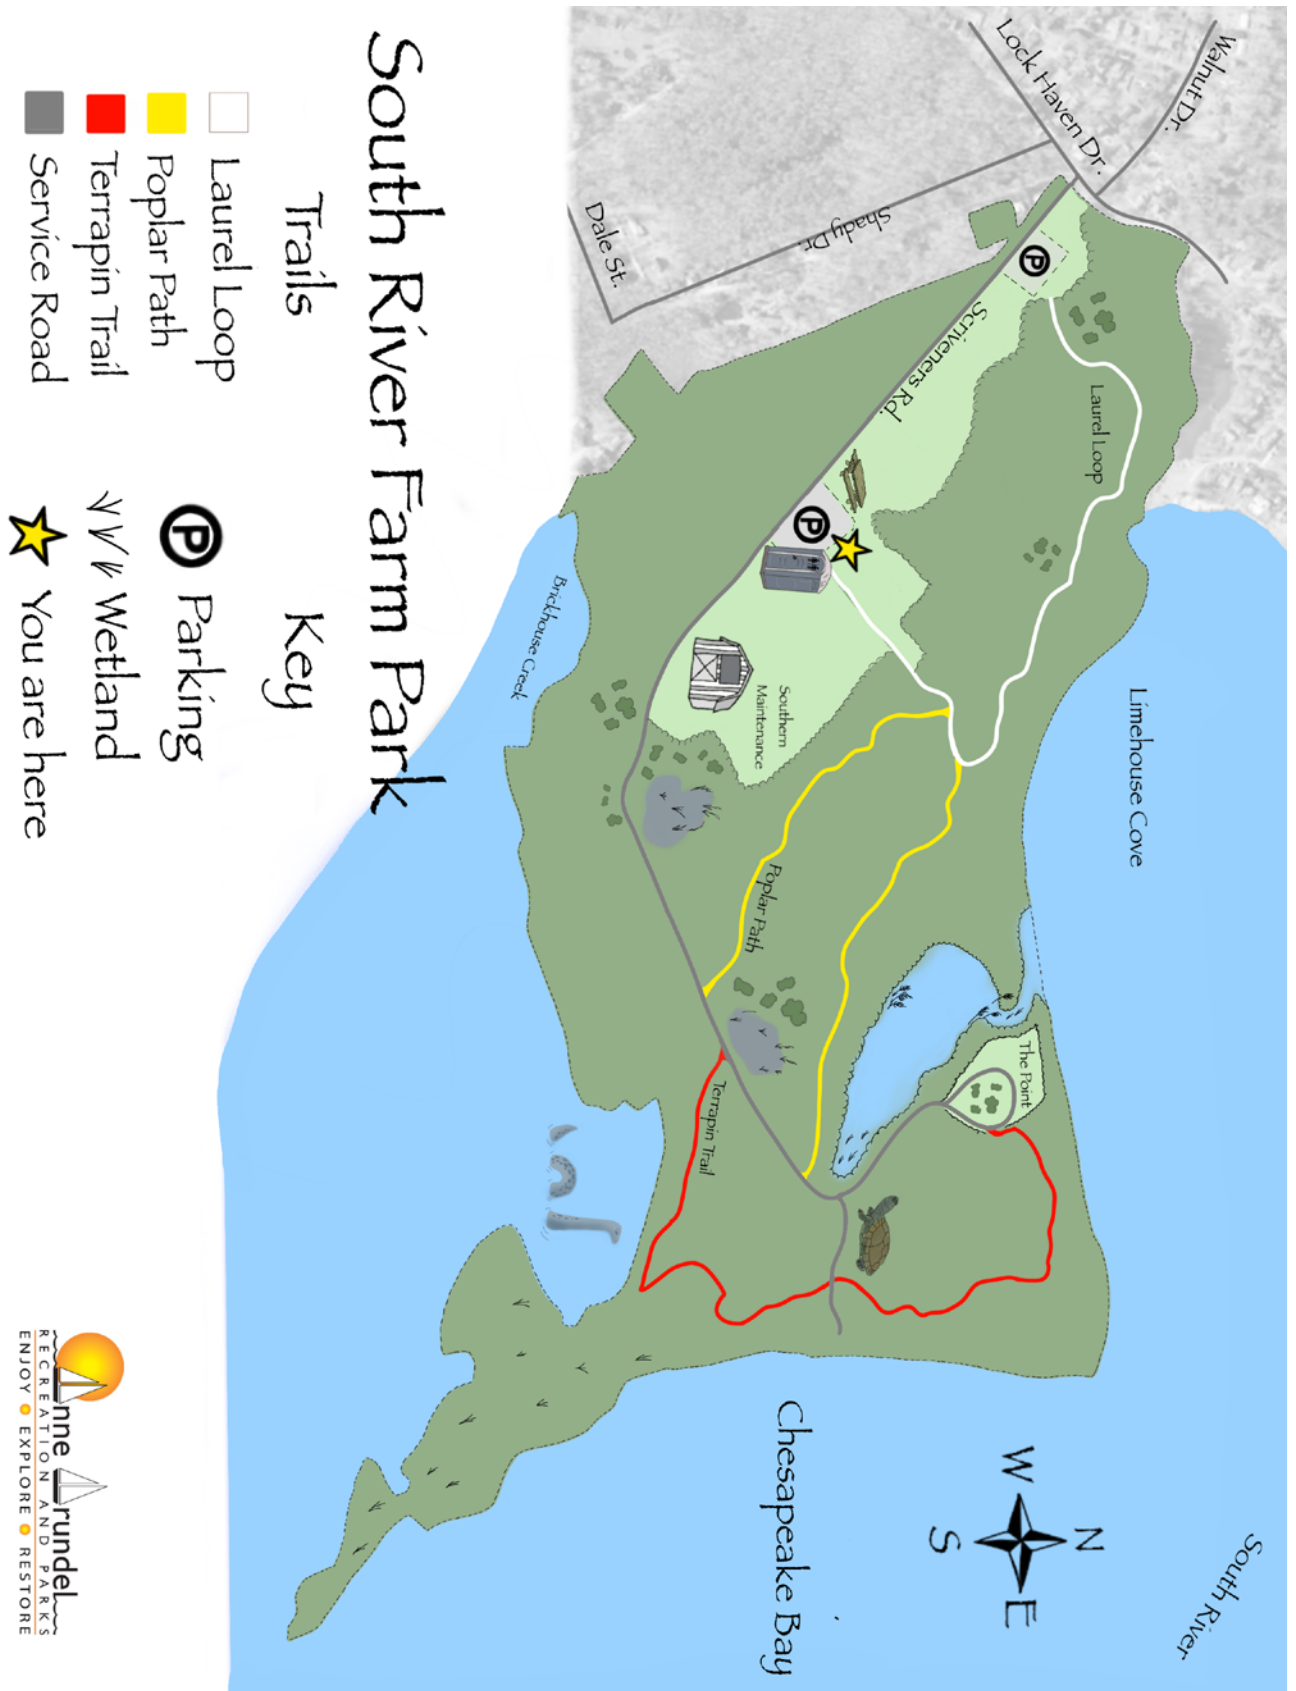 South River Farm Park
Trails
Laurel Loop
Poplar Path
Terrapin Trail
Service Road
Key
P Parking
Wetland
You are here
Walnut Dr.
Lock Haven Dr.
Shady Dr.
Dale St.
P
Scriveners Rd.
Laurel Loop
P
Southern
Maintenance
Brickhouse Creek
Limehouse Cove
Poplar Path
The Point
Terrapin Trail
Chesapeake Bay
South River
N
W
E
S
Anne Arundel
RECREATION AND PARKS
ENJOY EXPLORE RESTORE